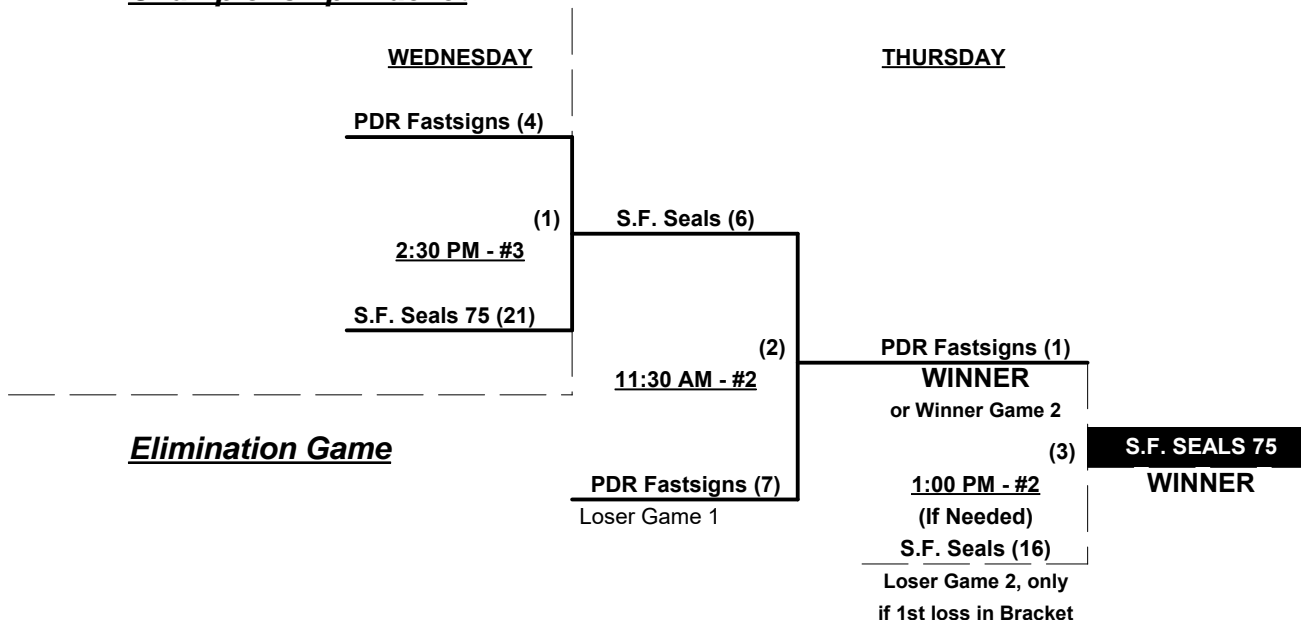 WEDNESDAY
THURSDAY
PDR Fastsigns (4)
(1)
S.F. Seals (6)
2:30 PM - #3
S.F. Seals 75 (21)
(2)
PDR Fastsigns (1)
11:30 AM - #2
WINNER
or Winner Game 2
Elimination Game
(3)
S.F. SEALS 75
PDR Fastsigns (7)
1:00 PM - #2
WINNER
Loser Game 1
(If Needed)
S.F. Seals (16)
Loser Game 2, only
if 1st loss in Bracket